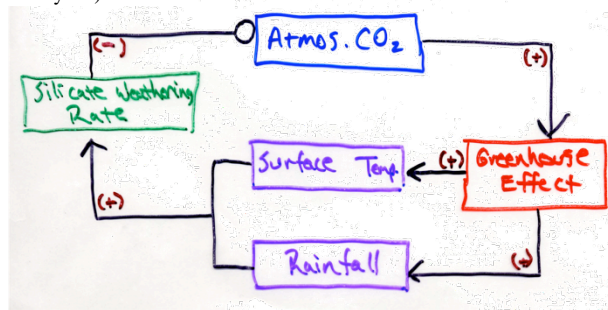 (-)
Atmos. CO2
(+)
Silicate Weathering
Rate
Surface Temp.
(+)
Greenhouse
Effect
(+)
Rainfall
(+)